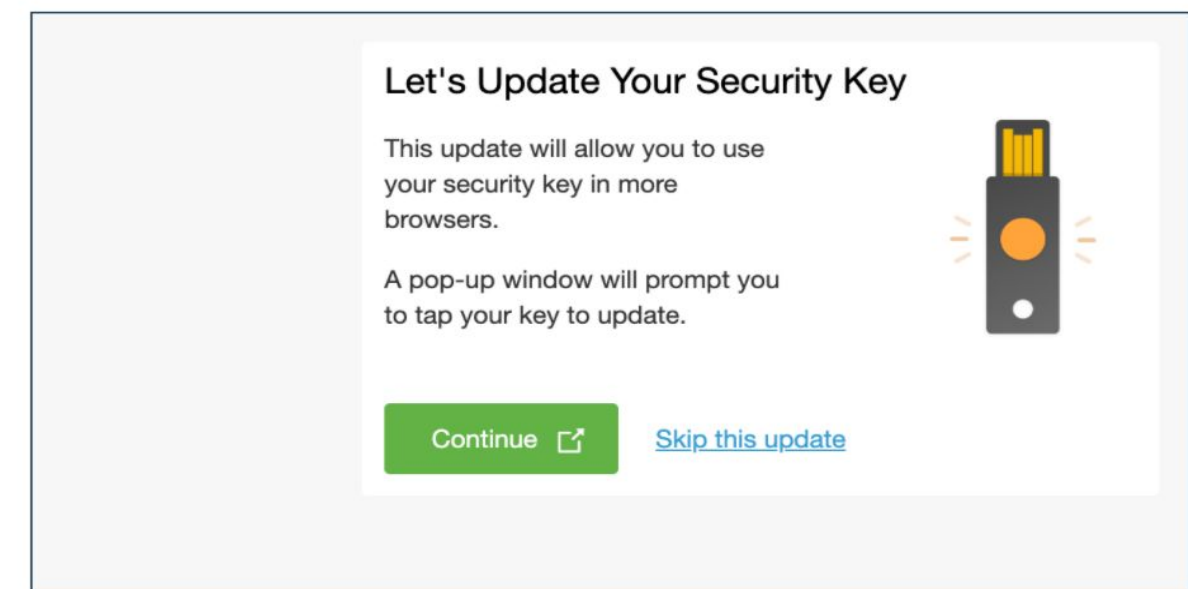 Let's Update Your Security Key
This update will allow you to use
your security key in more
browsers.
A pop-up window will prompt you
to tap your key to update.
Continue
Skip this update